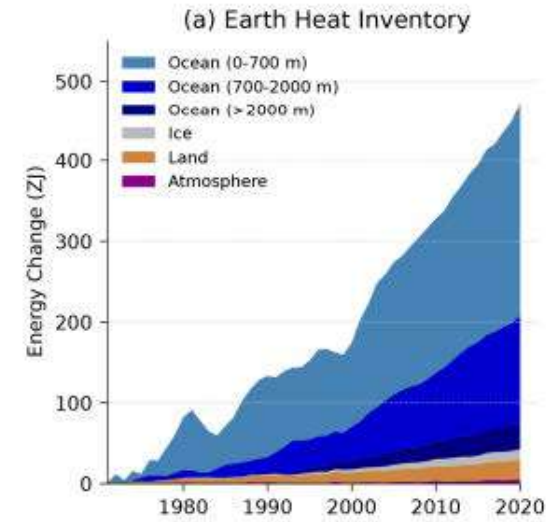 (a) Earth Heat Inventory
Ocean (0-700 m)
Ocean (700-2000 m)
Ocean (>2000 m)
Ice
Land
Atmosphere
Energy Change (ZJ)
500
400
300
200
100
0
1980 1990 2000 2010 2020